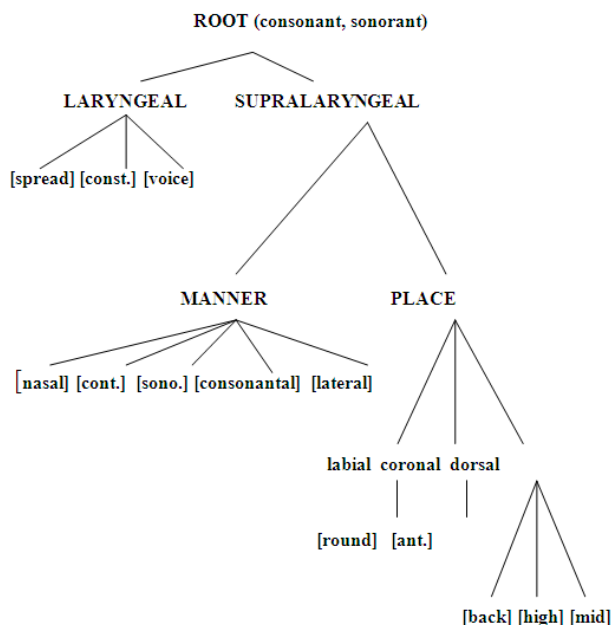 ROOT (consonant, sonorant)
LARYNGEAL SUPRALARYNGEAL
[spread] [const.] [voice]
MANNER PLACE
[nasal] [cont.] [sono.] [consonantal] [lateral]
labial coronal dorsal
[round] [ant.]
[back] [high] [mid]